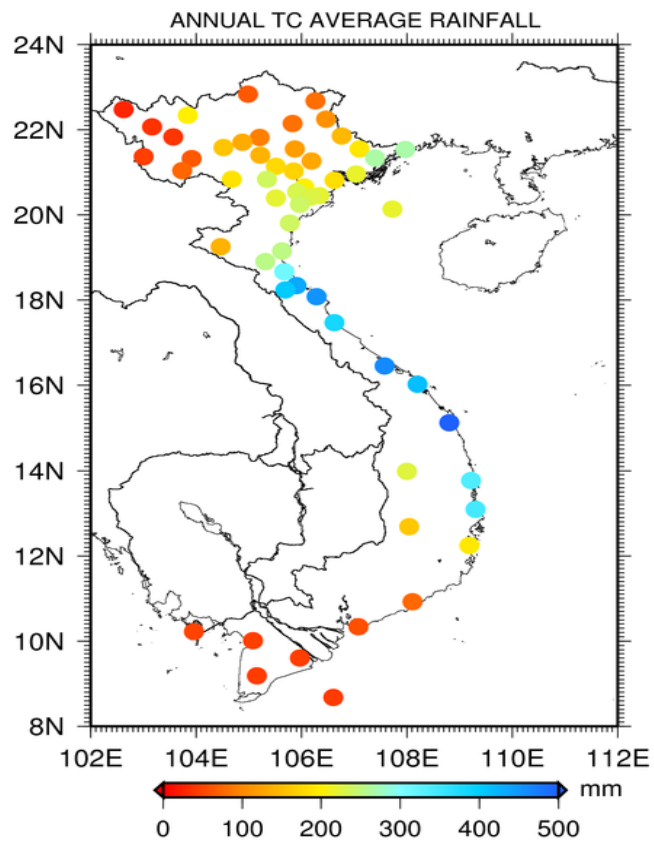 ANNUAL TC AVERAGE RAINFALL
24N
22N
20N
18N
16N
14N
12N
10N
8N
102E 104E 106E 108E 110E 112E
mm
0 100 200 300 400 500